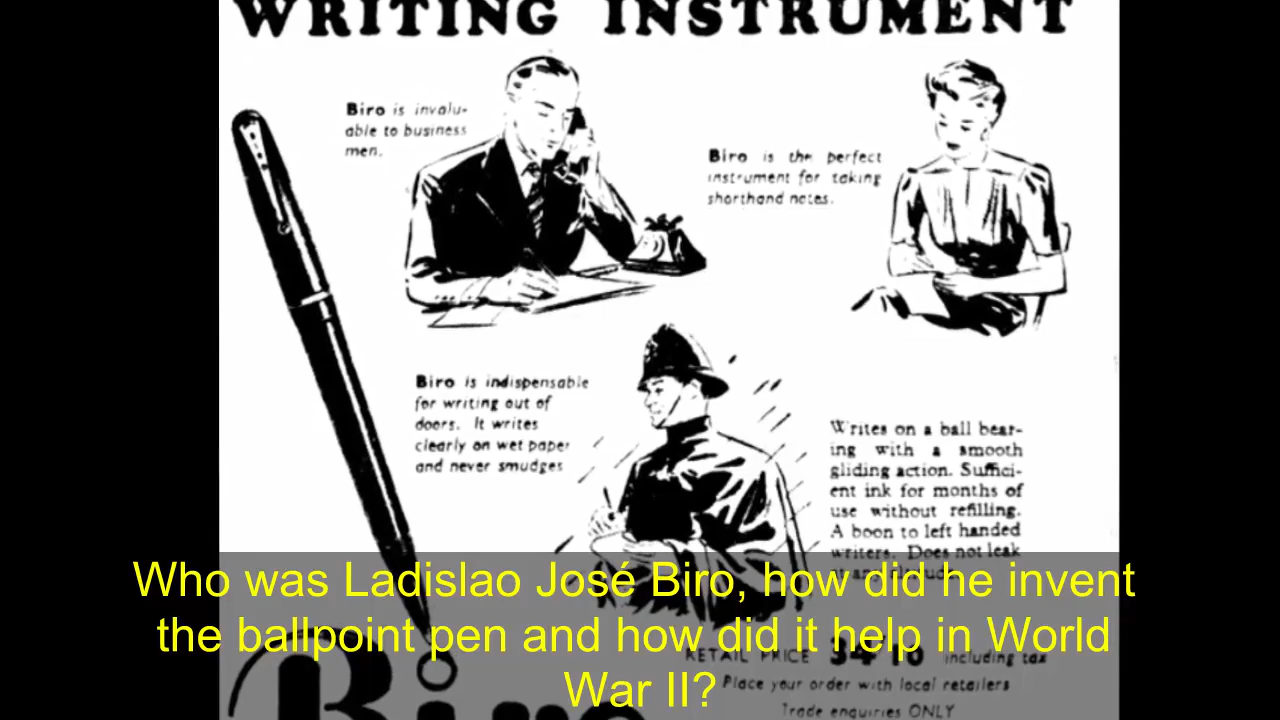 WRITING INSTRUMENT
Biro is invalu-
able to business
men.
Biro is the perfect
instrument for taking
shorthand notes.
Biro is indispensable
for writing out of
doors. It writes
clearly on wet paper
and never smudges
Writes on a ball bear-
ing with a smooth
gliding action. Suffici-
ent ink for months of
use without refilling.
A boon to left handed
writers. Does not leak
Who was Ladislao José Biro, how did he invent
the ballpoint pen and how did it help in World
War II?
RETAIL PRICE including tax
Place your order with local retailers
Trade enquiries ONLY
Biro